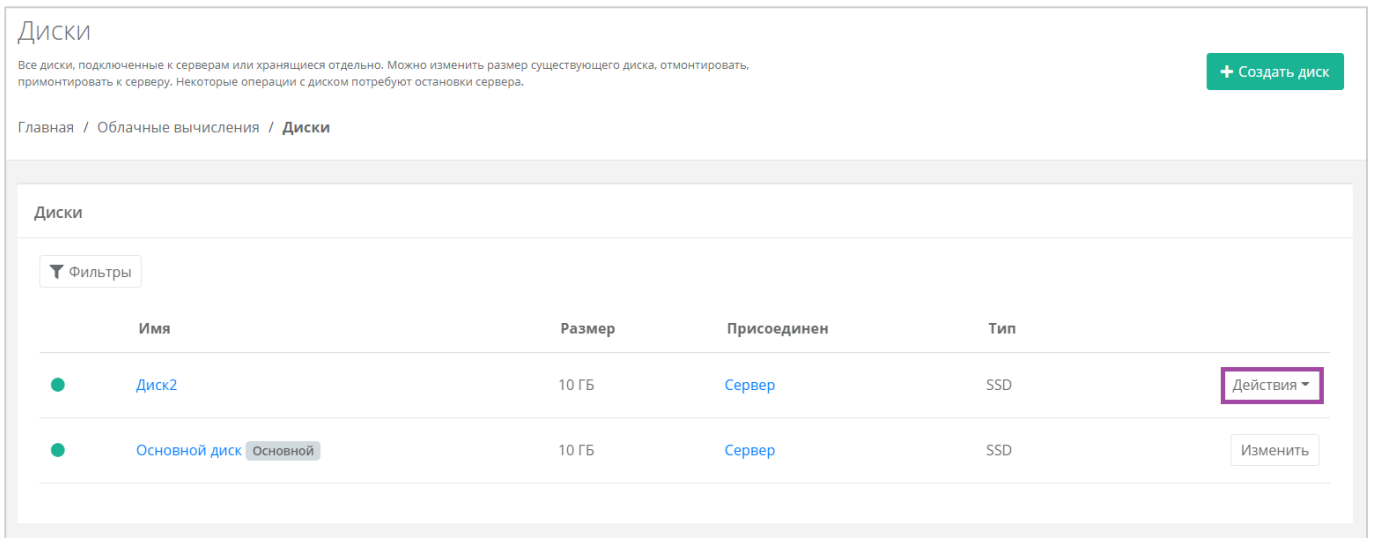 Диски
Все диски, подключенные к серверам или хранящиеся отдельно. Можно изменить размер существующего диска, отмонтировать,
примонтировать к серверу. Некоторые операции с диском потребуют остановки сервера.
+ Создать диск
Главная / Облачные вычисления / Диски
Диски
Фильтры
Имя Размер Присоединен Тип
Диск2 10 ГБ Сервер SSD Действия
Основной диск Основной 10 ГБ Сервер SSD Изменить